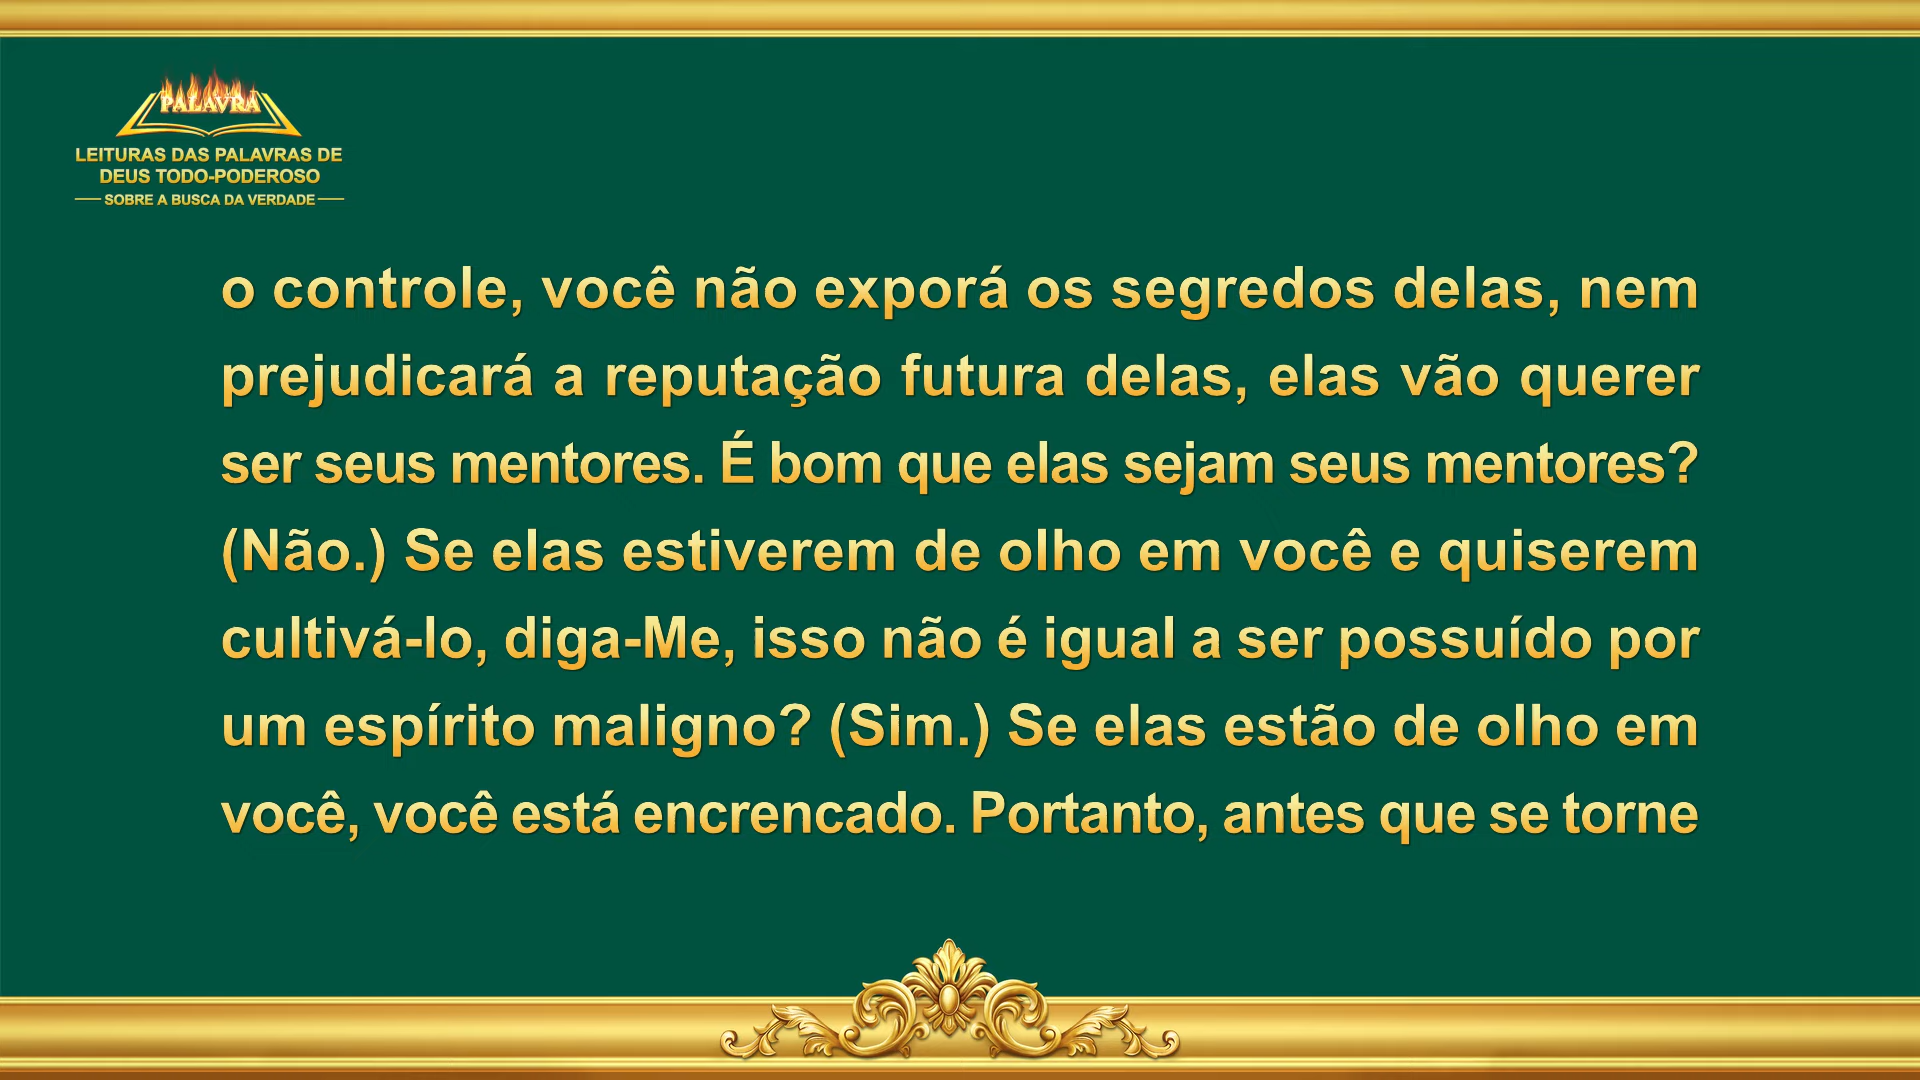 PALAVRA
LEITURAS DAS PALAVRAS DE
DEUS TODO-PODEROSO
SOBRE A BUSCA DA VERDADE
o controle, você não exporá os segredos delas, nem
prejudicará a reputação futura delas, elas vão querer
ser seus mentores. É bom que elas sejam seus mentores?
(Não.) Se elas estiverem de olho em você e quiserem
cultivá-lo, diga-Me, isso não é igual a ser possuído por
um espírito maligno? (Sim.) Se elas estão de olho em
você, você está encrencado. Portanto, antes que se torne